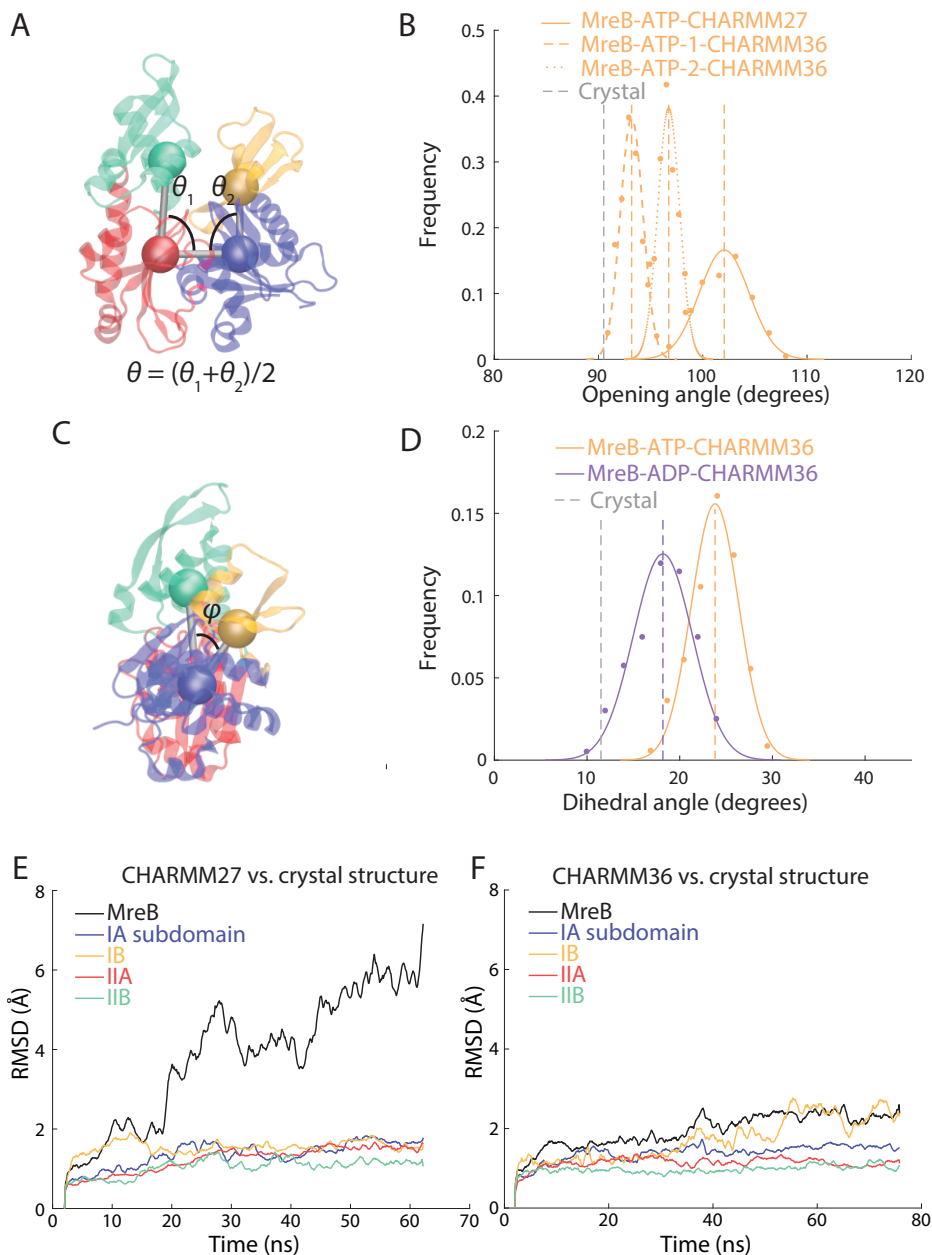 A
θ1
θ2
θ = (θ1+θ2)/2
B
MreB-ATP-CHARMM27
MreB-ATP-1-CHARMM36
MreB-ATP-2-CHARMM36
Crystal
0.5
0.4
0.3
0.2
0.1
0
Frequency
80
90
100
110
120
Opening angle (degrees)
C
φ
D
MreB-ATP-CHARMM36
MreB-ADP-CHARMM36
Crystal
0.2
0.15
0.1
0.05
0
Frequency
0
10
20
30
40
Dihedral angle (degrees)
E
CHARMM27 vs. crystal structure
MreB
IA subdomain
IB
IIA
IIB
8
6
4
2
0
RMSD (Å)
0
10
20
30
40
50
60
70
Time (ns)
F
CHARMM36 vs. crystal structure
MreB
IA subdomain
IB
IIA
IIB
8
6
4
2
0
RMSD (Å)
0
20
40
60
80
Time (ns)